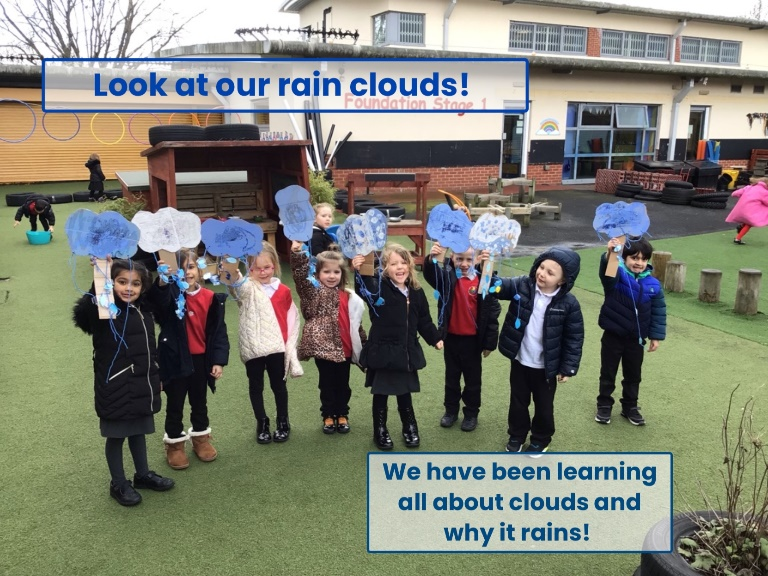 Look at our rain clouds!
Foundation Stage 1
We have been learning
all about clouds and
why it rains!